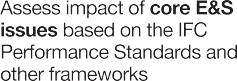 Assess impact of core E&S
issues based on the IFC
Performance Standards and
other frameworks